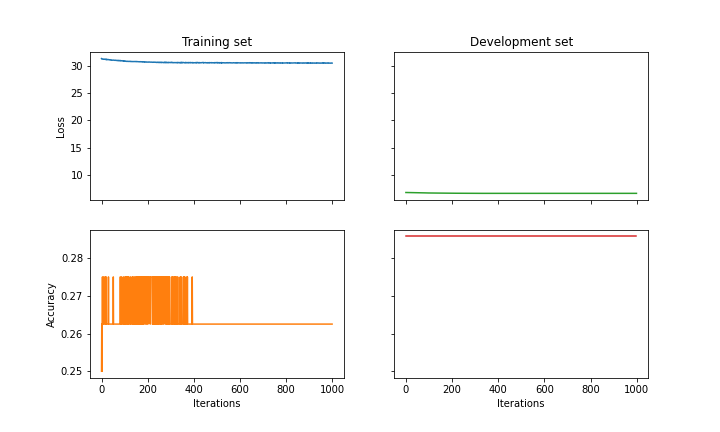 Training set
Development set
Loss
30
25
20
15
10
Accuracy
0.28
0.27
0.26
0.25
0 200 400 600 800 1000
0 200 400 600 800 1000
Iterations
Iterations